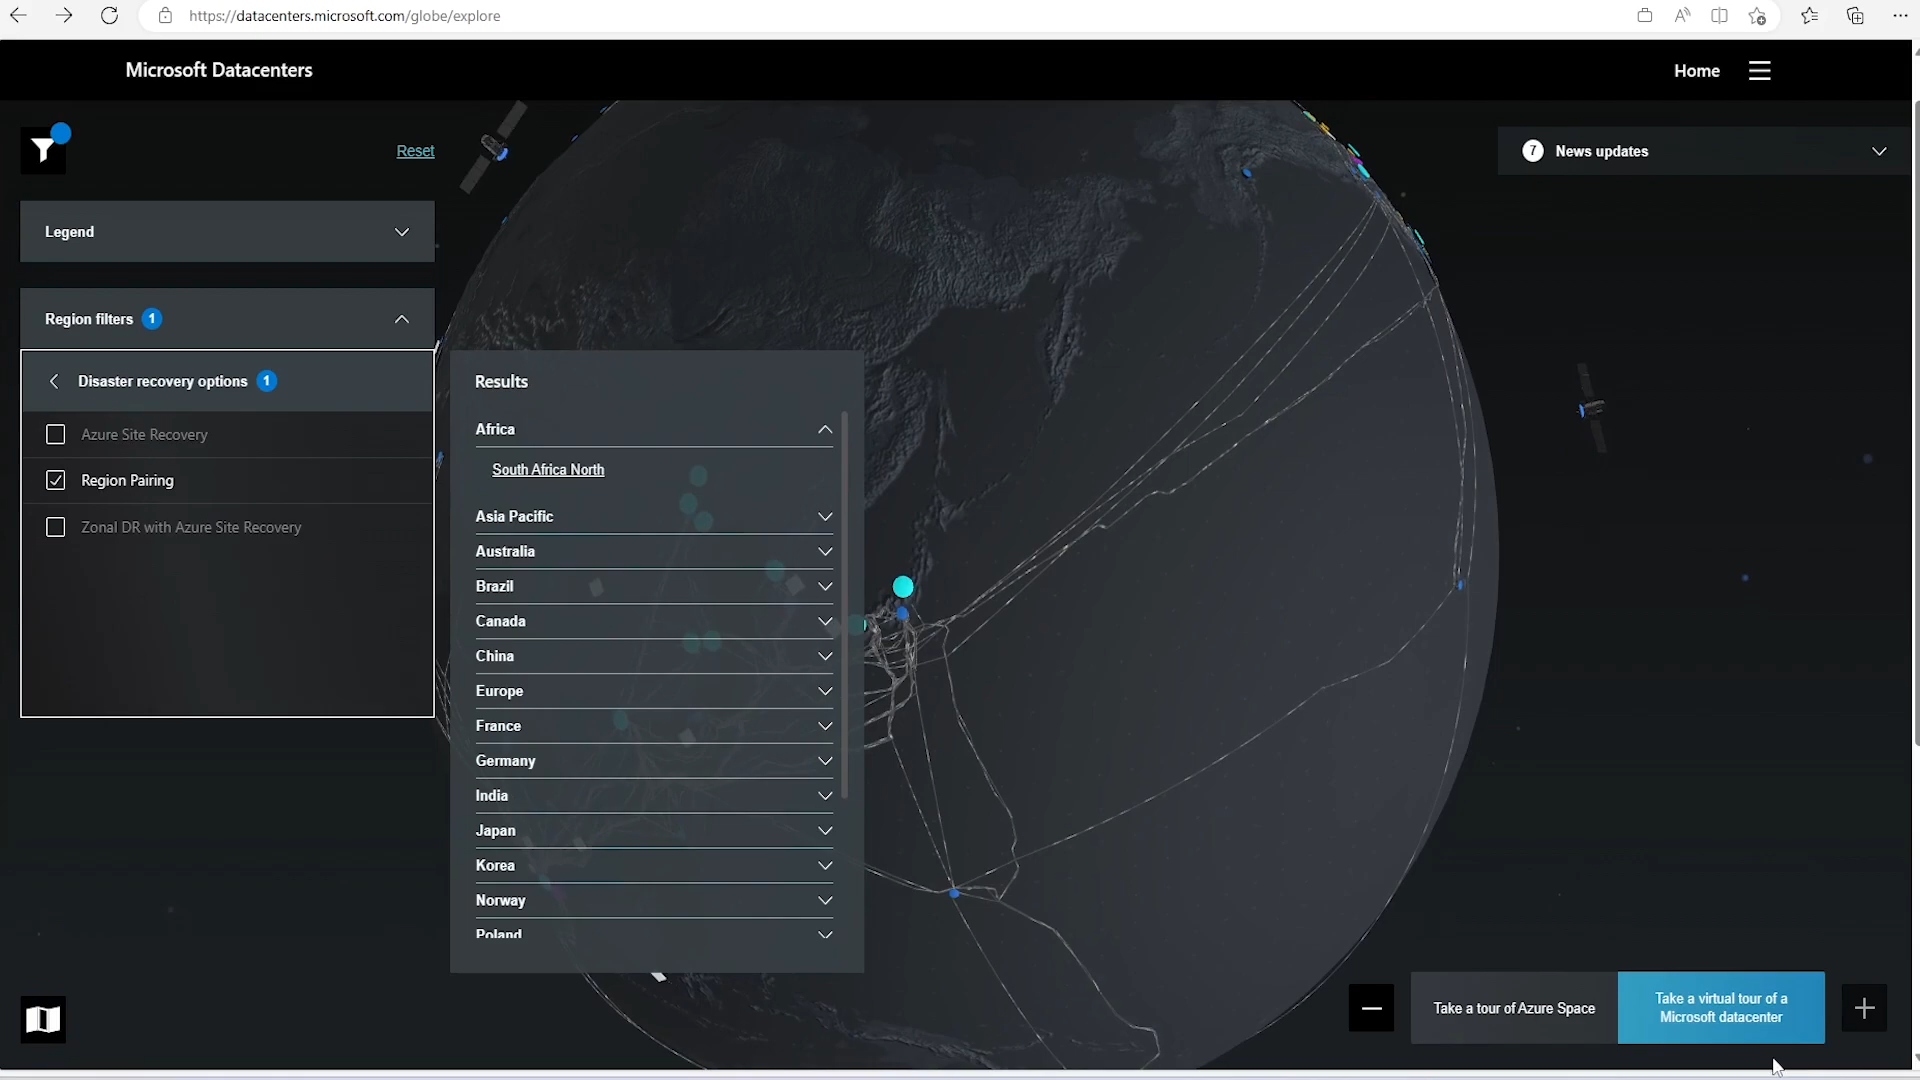 https://datacenters.microsoft.com/globe/explore
Microsoft Datacenters
Home
Reset
7 News updates
Legend
Region filters 1
Disaster recovery options 1
Azure Site Recovery
Region Pairing
Zonal DR with Azure Site Recovery
Results
Africa
South Africa North
Asia Pacific
Australia
Brazil
Canada
China
Europe
France
Germany
India
Japan
Korea
Norway
Poland
Take a tour of Azure Space
Take a virtual tour of a
Microsoft datacenter